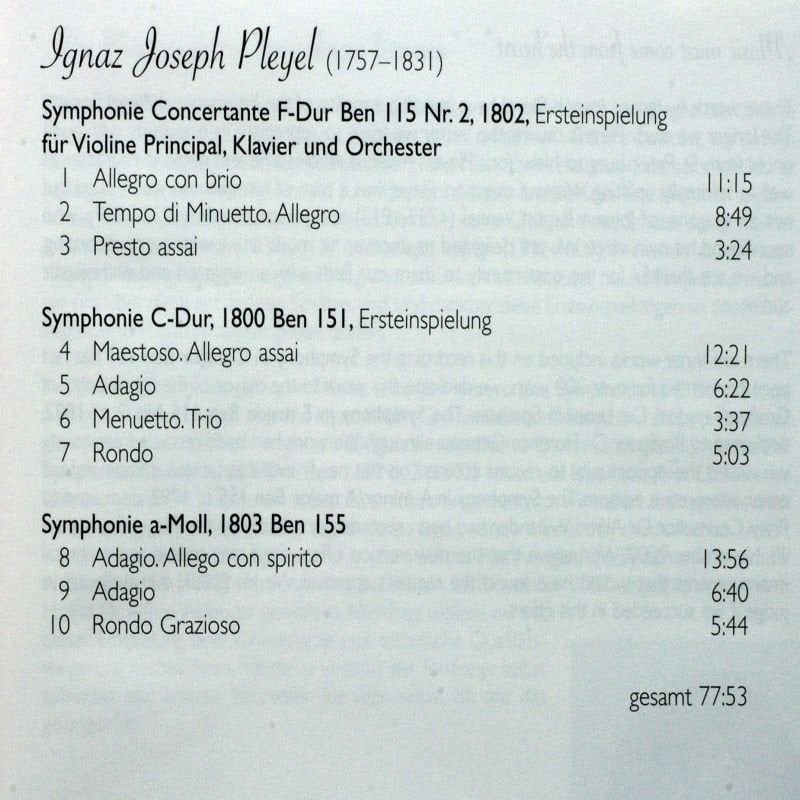 Ignaz Joseph Pleyel (1757–1831)
Symphonie Concertante F-Dur Ben 115 Nr. 2, 1802, Ersteinspielung
für Violine Principal, Klavier und Orchester
1 Allegro con brio 11:15
2 Tempo di Minuetto. Allegro 8:49
3 Presto assai 3:24
Symphonie C-Dur, 1800 Ben 151, Ersteinspielung
4 Maestoso. Allegro assai 12:21
5 Adagio 6:22
6 Menuetto. Trio 3:37
7 Rondo 5:03
Symphonie a-Moll, 1803 Ben 155
8 Adagio. Allego con spirito 13:56
9 Adagio 6:40
10 Rondo Grazioso 5:44
gesamt 77:53